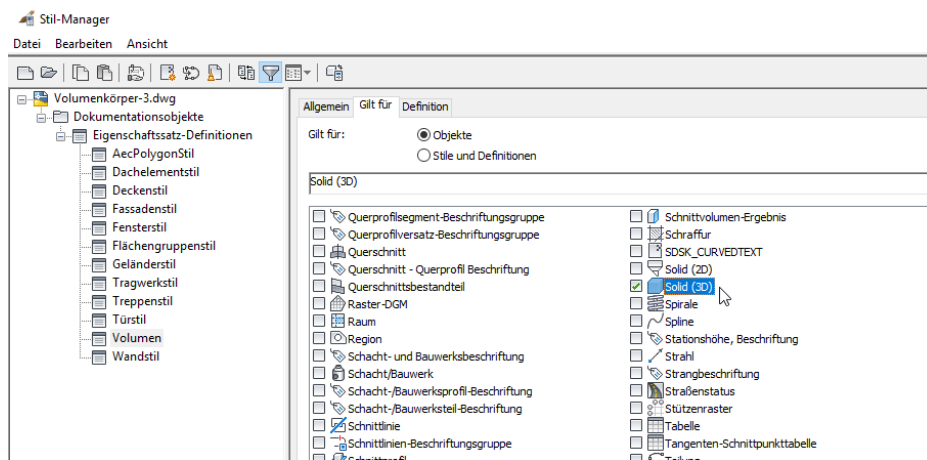 Stil-Manager
Datei Bearbeiten Ansicht
Volumenkörper-3.dwg
Dokumentationsobjekte
Eigenschaftssatz-Definitionen
AecPolygonStil
Dachelementstil
Deckenstil
Fassadenstil
Fensterstil
Flächengruppenstil
Geländerstil
Tragwerkstil
Treppenstil
Türstil
Volumen
Wandstil
Allgemein Gilt für Definition
Gilt für: Objekte
Stile und Definitionen
Solid (3D)
Querprofilsegment-Beschriftungsgruppe
Querprofilversatz-Beschriftungsgruppe
Querschnitt
Querschnitt - Querprofil Beschriftung
Querschnittsbestandteil
Raster-DGM
Raum
Region
Schacht- und Bauwerksbeschriftung
Schacht/Bauwerk
Schacht-/Bauwerksprofil-Beschriftung
Schacht-/Bauwerksteil-Beschriftung
Schnittlinie
Schnittlinien-Beschriftungsgruppe
Schnittprofil
Schnittvolumen-Ergebnis
Schraffur
SDSK_CURVEDTEXT
Solid (2D)
Solid (3D)
Spirale
Spline
Stationshöhe, Beschriftung
Strahl
Strangbeschriftung
Straßenstatus
Stützenraster
Tabelle
Tangenten-Schnittpunkttabelle
Teilung